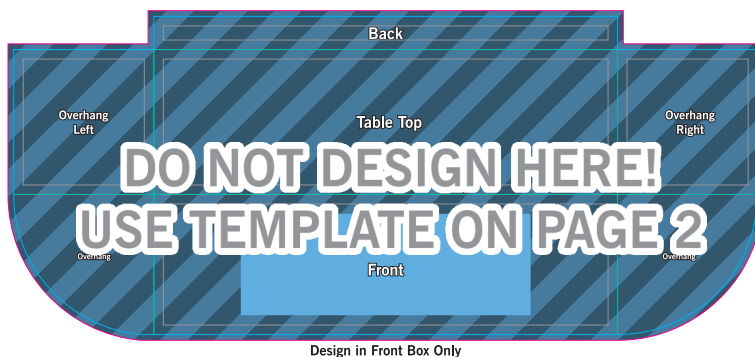 Back
Overhang
Left
Table Top
Overhang
Right
DO NOT DESIGN HERE!
USE TEMPLATE ON PAGE 2
Overhang
Overhang
Front
Design in Front Box Only